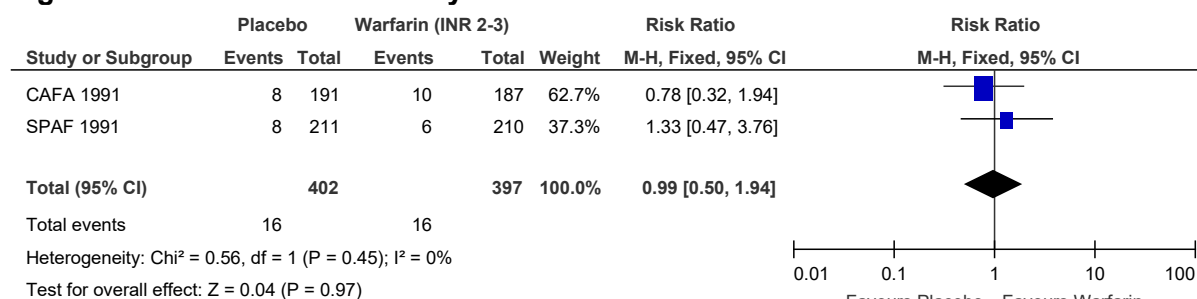 Placebo Warfarin (INR 2-3) Risk Ratio Risk Ratio
Study or Subgroup Events Total Events Total Weight M-H, Fixed, 95% CI M-H, Fixed, 95% CI
CAFA 1991 8 191 10 187 62.7% 0.78 [0.32, 1.94]
SPAF 1991 8 211 6 210 37.3% 1.33 [0.47, 3.76]
Total (95% CI) 402 397 100.0% 0.99 [0.50, 1.94]
Total events 16 16
Heterogeneity: Chi² = 0.56, df = 1 (P = 0.45); I² = 0%
Test for overall effect: Z = 0.04 (P = 0.97)
0.01 0.1 1 10 100
Favours Placebo Favours Warfarin